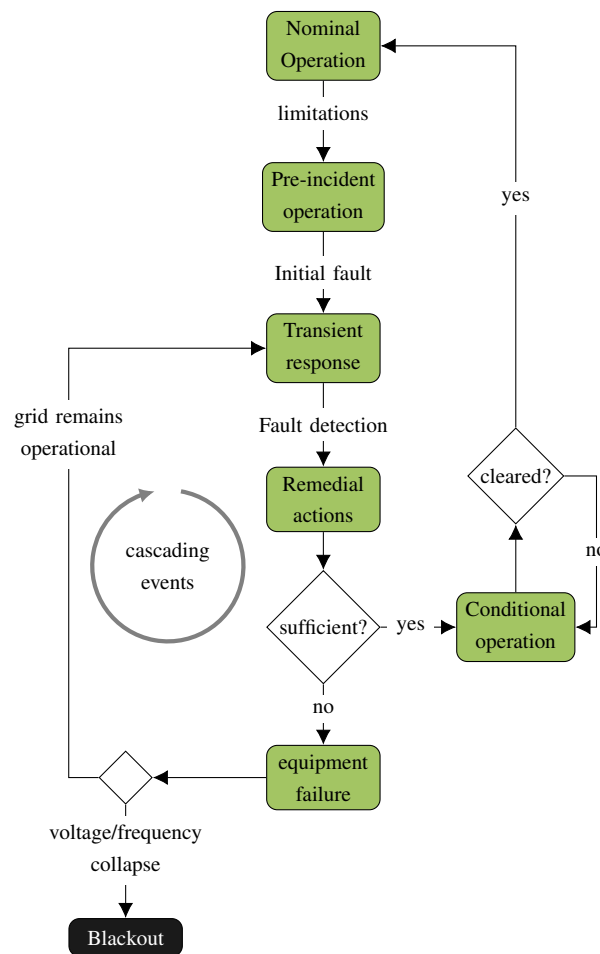 Nominal
Operation
limitations
Pre-incident
operation
yes
Initial fault
Transient
response
grid remains
operational
Fault detection
cleared?
Remedial
actions
cascading
events
no
Conditional
operation
sufficient?
yes
no
equipment
failure
voltage/frequency
collapse
Blackout